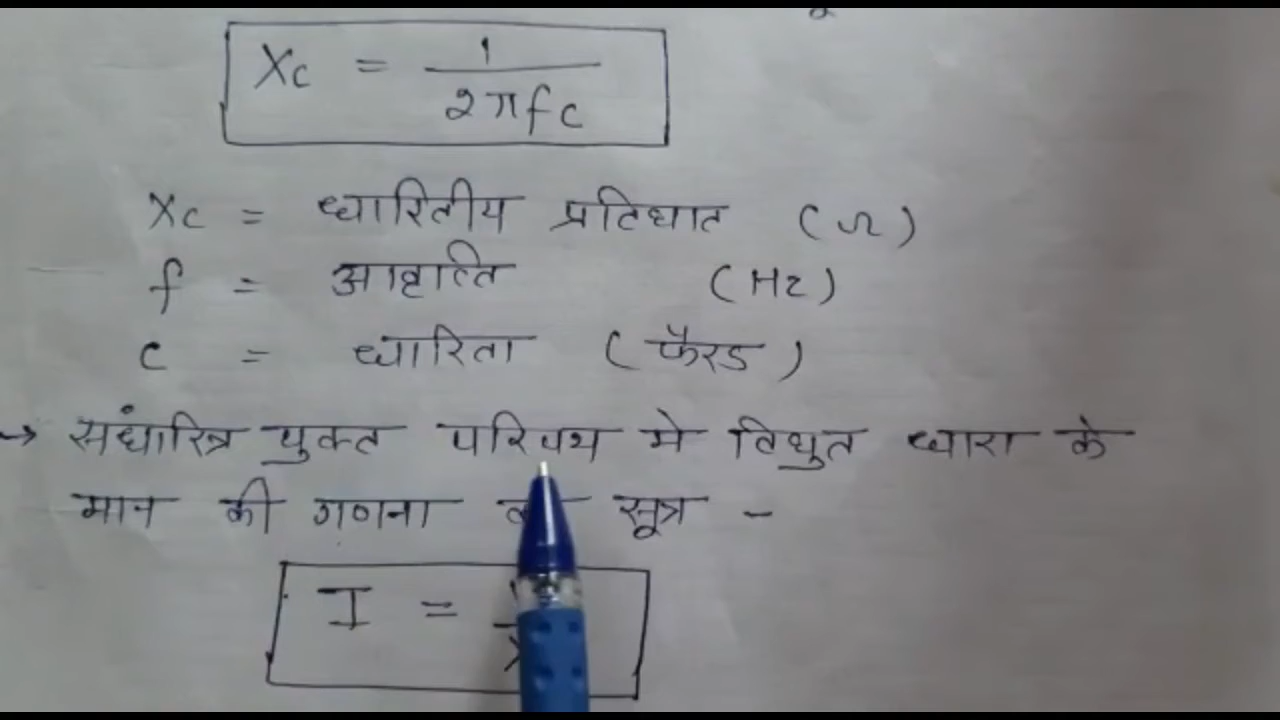 Xc = 1/2πfc
Xc = धारितीय प्रतिघात (Ω)
f = आवृत्ति (Hz)
c = धारिता (फैरड)
→ संधारित्र युक्त परिपथ मे विधुत धारा के
मान की गणना सूत्र -
I =